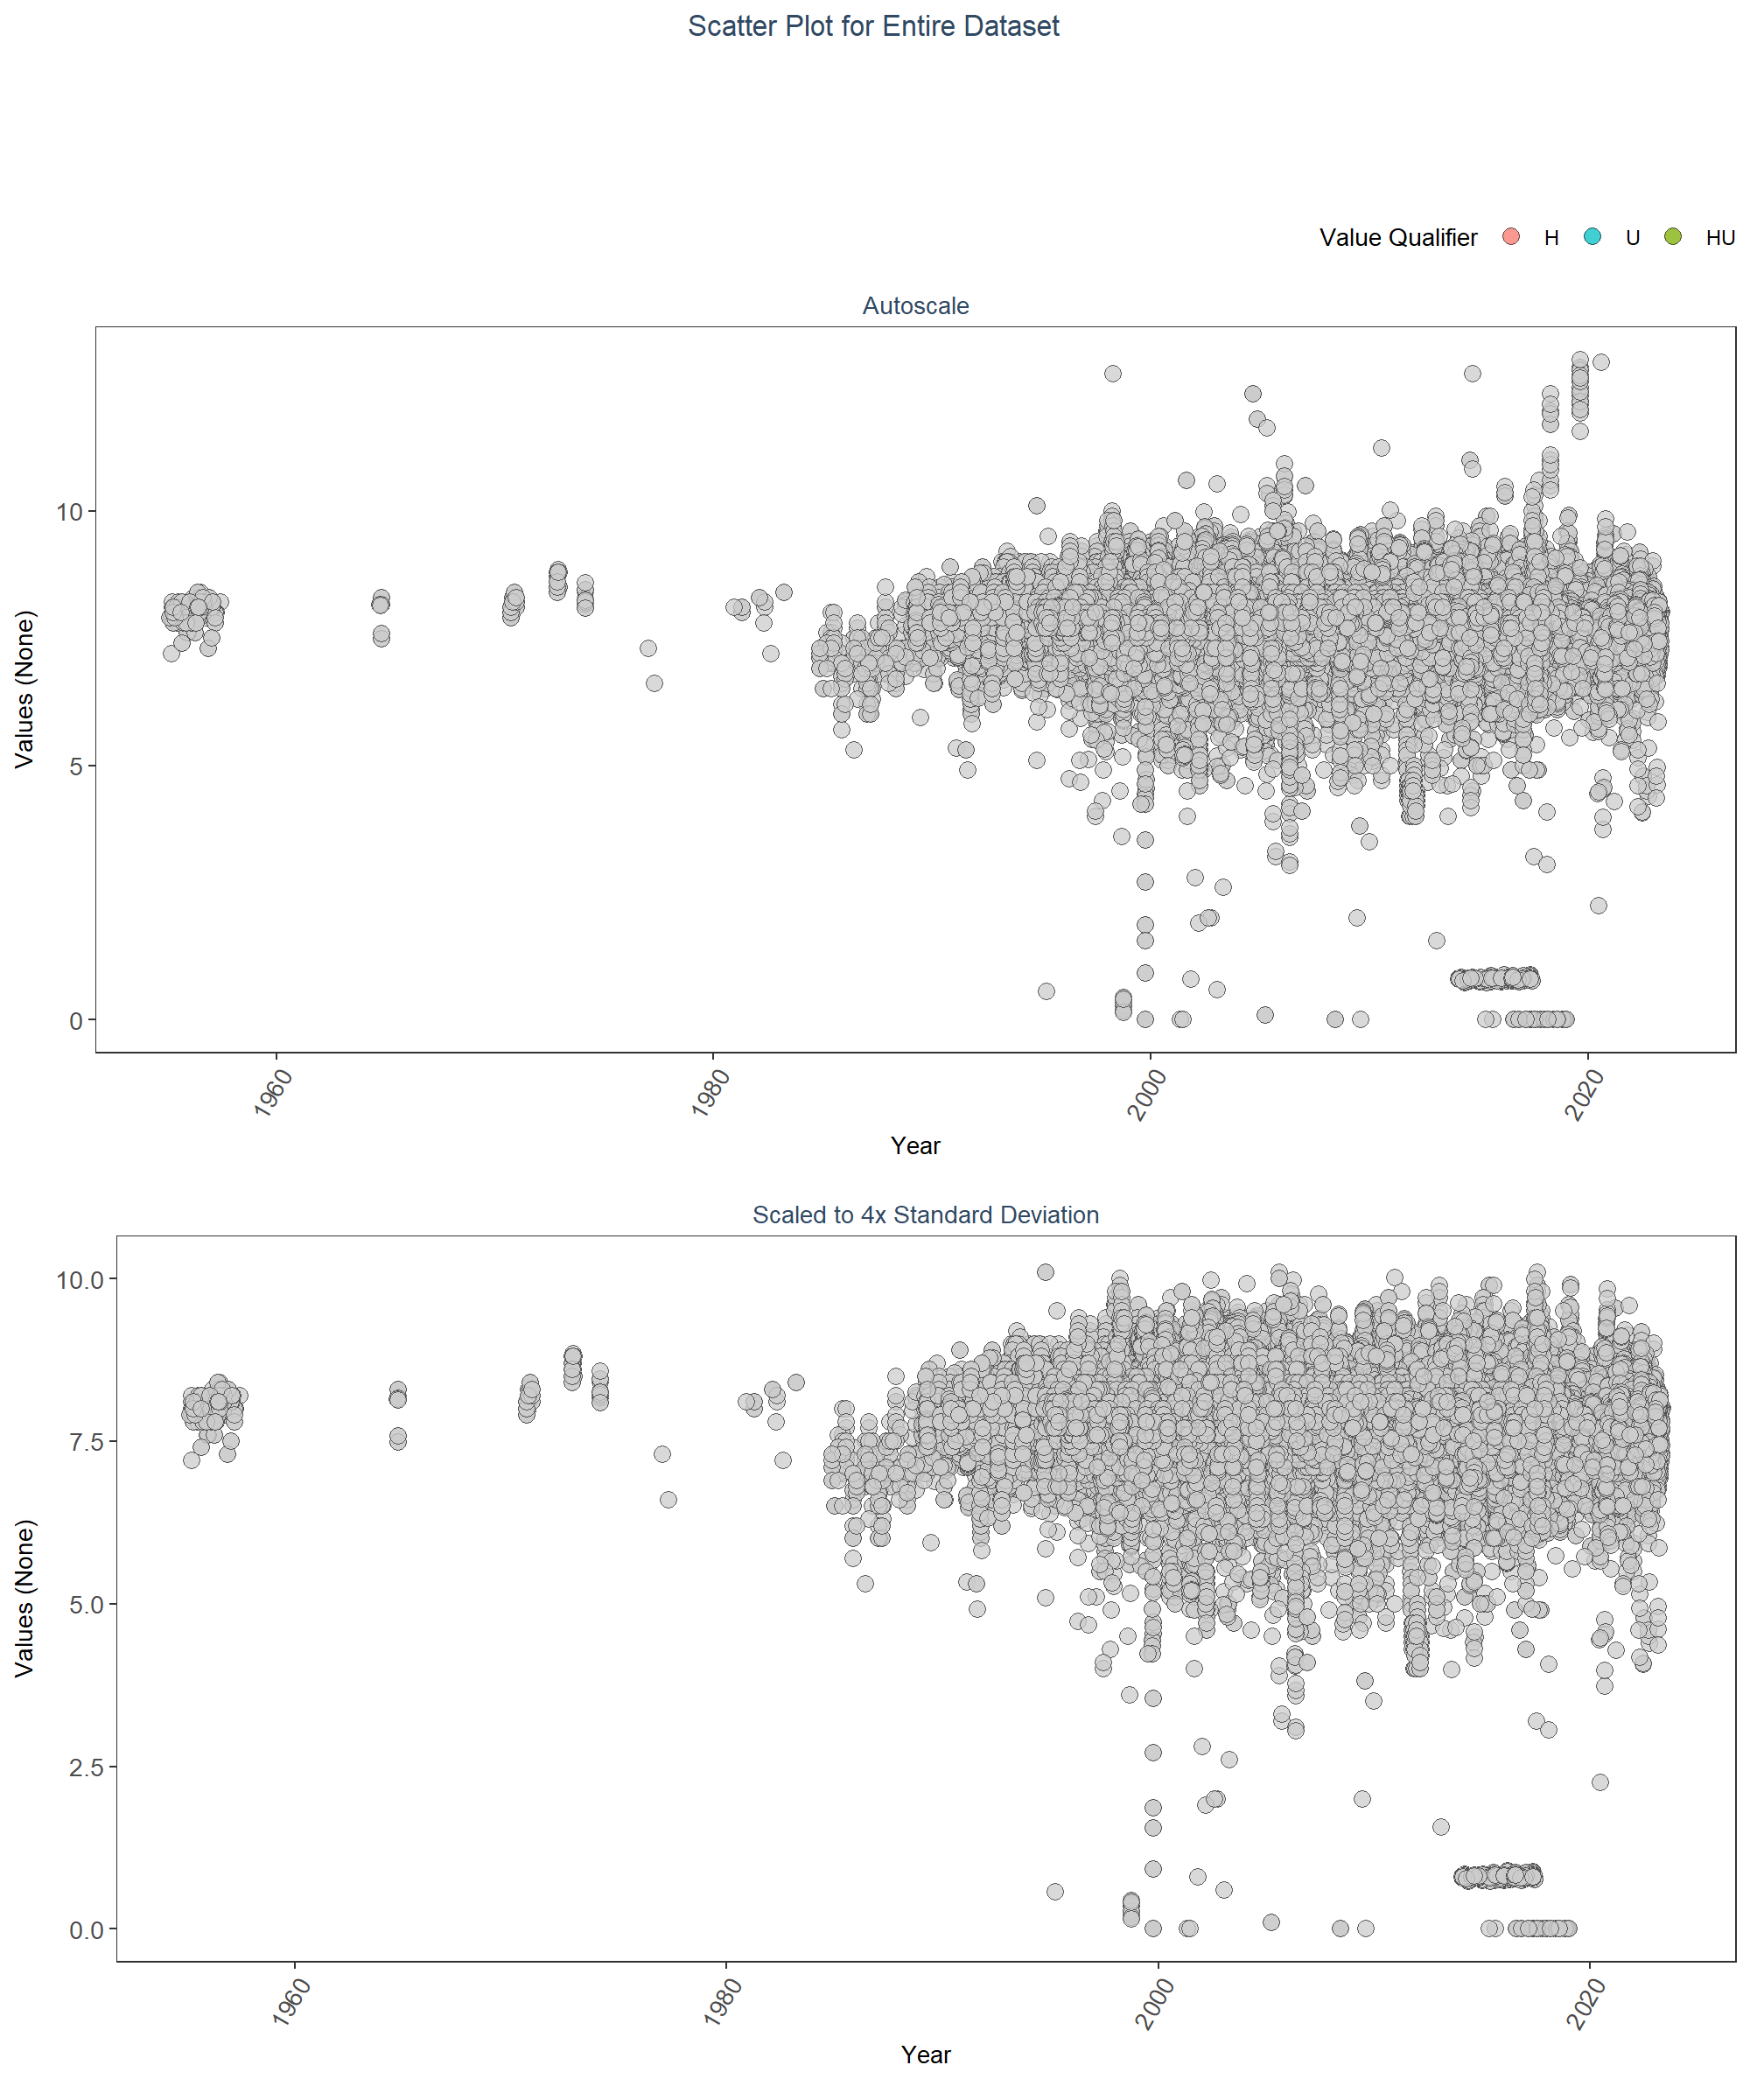 Scatter Plot for Entire Dataset
Value Qualifier H U HU
Autoscale
10
5
0
Values (None)
1960 1980 2000 2020
Year
Scaled to 4x Standard Deviation
10.0
7.5
5.0
2.5
0.0
Values (None)
1960 1980 2000 2020
Year